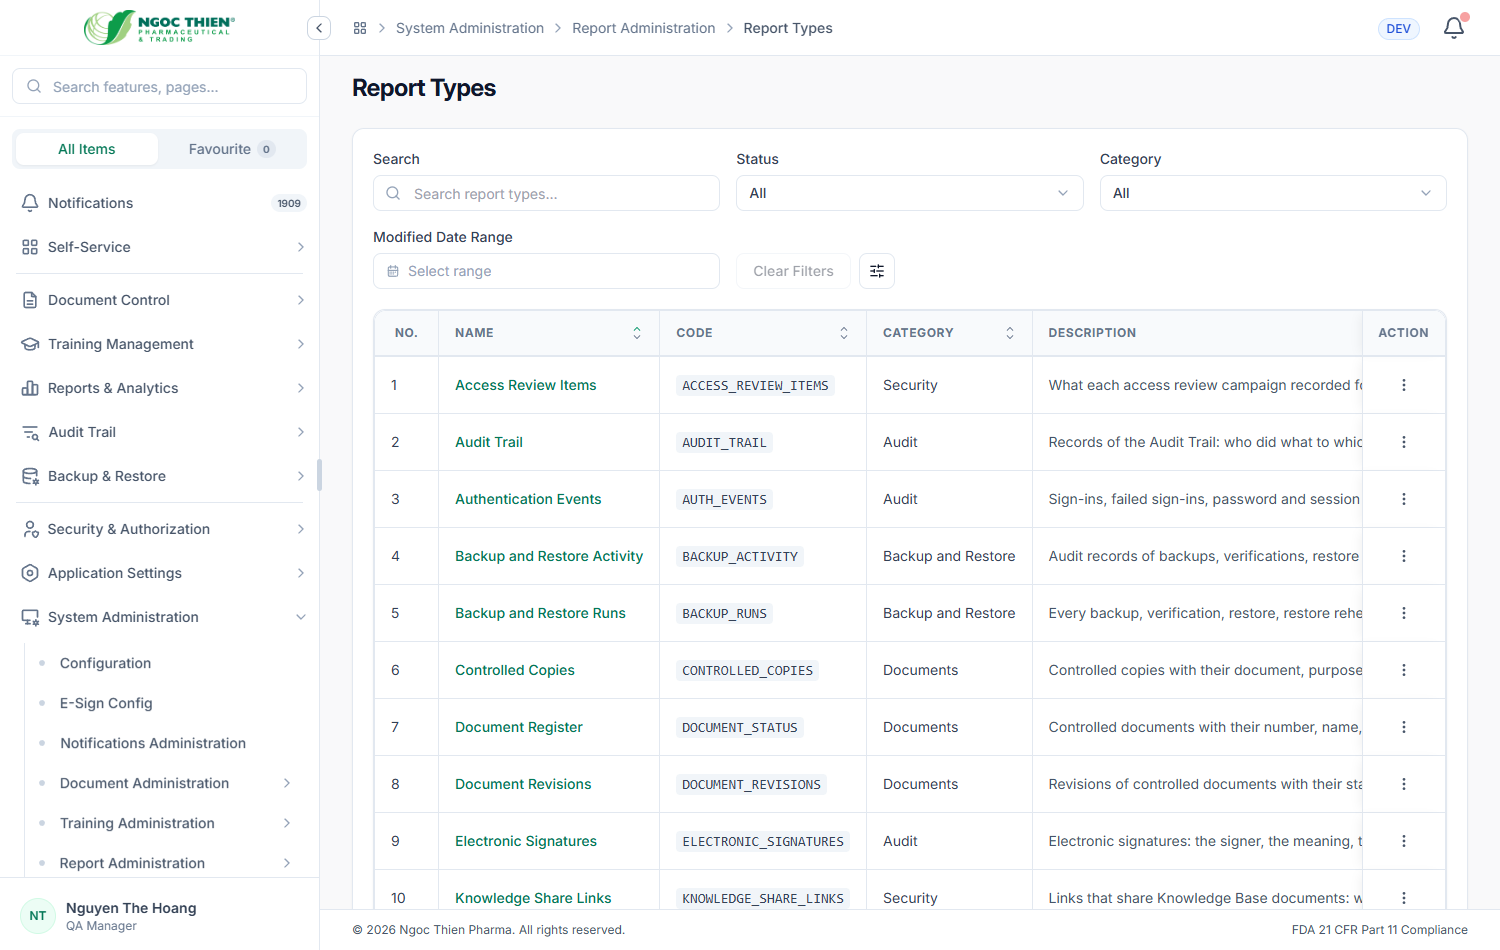 NGOC THIEN®
PHARMACEUTICAL
& TRADING
Search features, pages...
All Items
Favourite 0
Notifications 1909
Self-Service
Document Control
Training Management
Reports & Analytics
Audit Trail
Backup & Restore
Security & Authorization
Application Settings
System Administration
Configuration
E-Sign Config
Notifications Administration
Document Administration
Training Administration
Report Administration
NT
Nguyen The Hoang
QA Manager
System Administration
Report Administration
Report Types
DEV
Report Types
Search
Status
Category
Search report types...
All
All
Modified Date Range
Select range
Clear Filters
NO. NAME CODE CATEGORY DESCRIPTION ACTION
1 Access Review Items ACCESS_REVIEW_ITEMS Security What each access review campaign recorded
2 Audit Trail AUDIT_TRAIL Audit Records of the Audit Trail: who did what to
3 Authentication Events AUTH_EVENTS Audit Sign-ins, failed sign-ins, password and session
4 Backup and Restore Activity BACKUP_ACTIVITY Backup and Restore Audit records of backups, verifications, restore
5 Backup and Restore Runs BACKUP_RUNS Backup and Restore Every backup, verification, restore, restore
6 Controlled Copies CONTROLLED_COPIES Documents Controlled copies with their document, purpose
7 Document Register DOCUMENT_STATUS Documents Controlled documents with their number, name,
8 Document Revisions DOCUMENT_REVISIONS Documents Revisions of controlled documents with their
9 Electronic Signatures ELECTRONIC_SIGNATURES Audit Electronic signatures: the signer, the meaning,
10 Knowledge Share Links KNOWLEDGE_SHARE_LINKS Security Links that share Knowledge Base documents:
© 2026 Ngoc Thien Pharma. All rights reserved.
FDA 21 CFR Part 11 Compliance